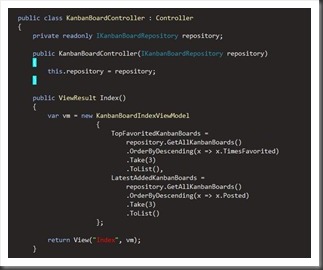 public class KanbanBoardController : Controller
{
private readonly IKanbanBoardRepository repository;
public KanbanBoardController(IKanbanBoardRepository repository)
{
this.repository = repository;
}
public ViewResult Index()
{
var vm = new KanbanBoardIndexViewModel
{
TopFavoritedKanbanBoards =
repository.GetAllKanbanBoards()
.OrderByDescending(x => x.TimesFavorited)
.Take(3)
.ToList(),
LatestAddedKanbanBoards =
repository.GetAllKanbanBoards()
.OrderByDescending(x => x.Posted)
.Take(3)
.ToList()
};
return View("Index", vm);
}